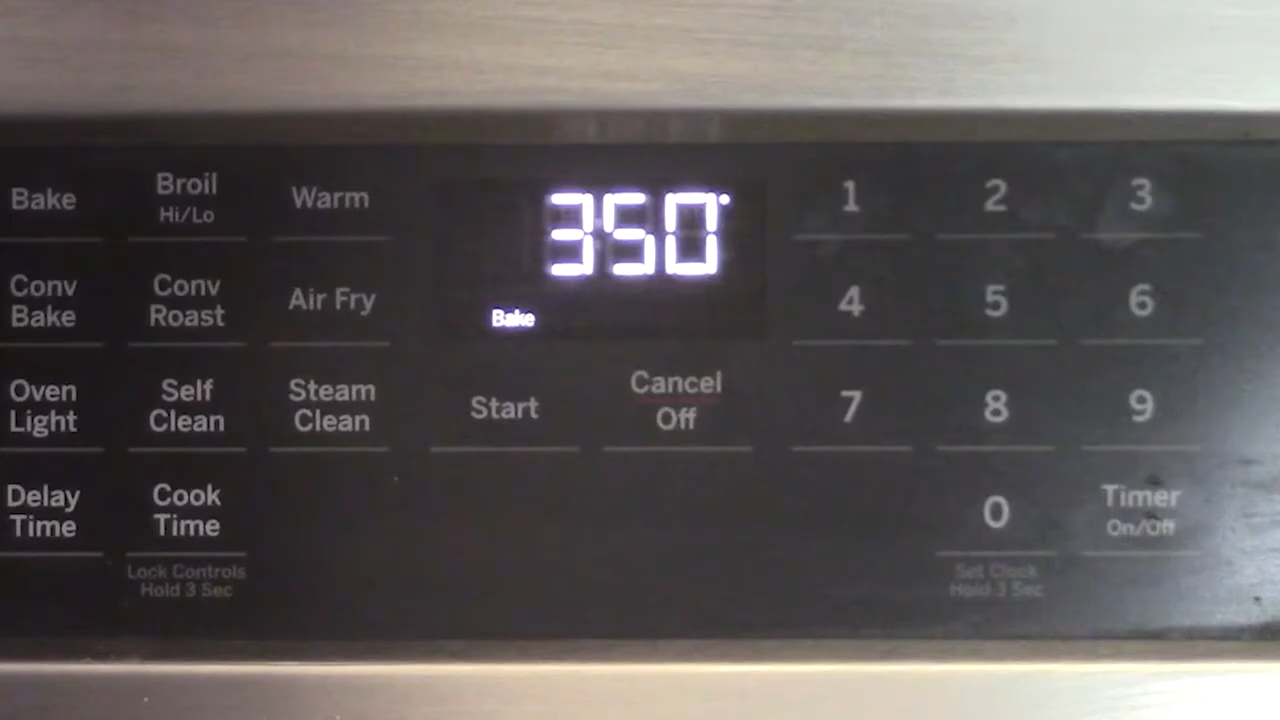 Bake
Broil
Hi/Lo
Warm
350°
1
2
3
Conv
Bake
Conv
Roast
Air Fry
Bake
4
5
6
Oven
Light
Self
Clean
Steam
Clean
Start
Cancel
Off
7
8
9
Delay
Time
Cook
Time
0
Timer
On/Off
Lock Controls
Hold 3 Sec
Set Clock
Hold 3 Sec